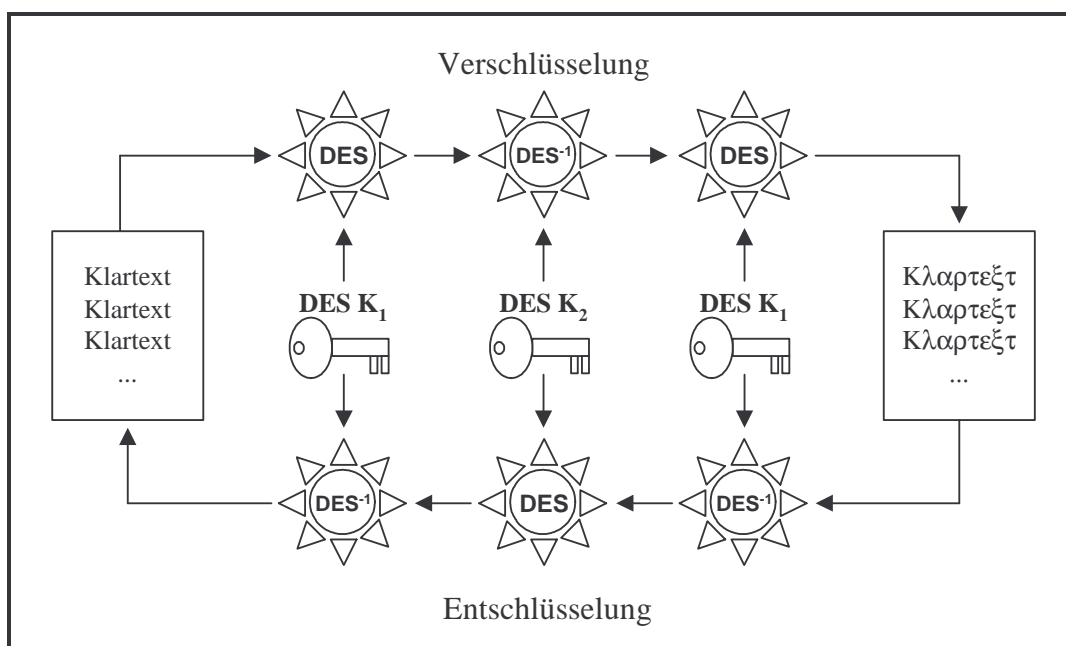 Verschlüsselung
DES DES⁻¹ DES
Klartext
Klartext
Klartext
...
DES K₁ DES K₂ DES K₁
Κλαρτεξτ
Κλαρτεξτ
Κλαρτεξτ
...
DES⁻¹ DES DES⁻¹
Entschlüsselung